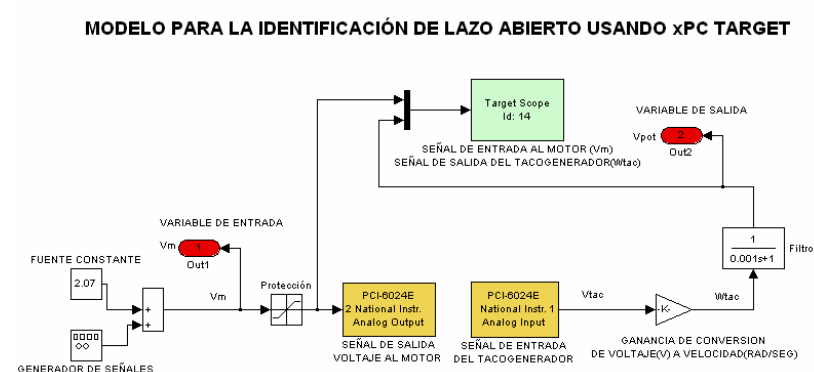 MODELO PARA LA IDENTIFICACIÓN DE LAZO ABIERTO USANDO xPC TARGET
Target Scope
Id: 14
SEÑAL DE ENTRADA AL MOTOR (Vm)
SEÑAL DE SALIDA DEL TACOGENERADOR(Wtac)
VARIABLE DE SALIDA
Vpot
2
Out2
VARIABLE DE ENTRADA
Vm
1
Out1
FUENTE CONSTANTE
2.07
GENERADOR DE SEÑALES
+
+
Vm
Protección
PCI-6024E
2 National Instr.
Analog Output
SEÑAL DE SALIDA
VOLTAJE AL MOTOR
PCI-6024E
National Instr. 1
Analog Input
SEÑAL DE ENTRADA
DEL TACOGENERADOR
Vtac
-K-
Wtac
GANANCIA DE CONVERSION
DE VOLTAJE(V) A VELOCIDAD(RAD/SEG)
1
0.001s+1
Filtro